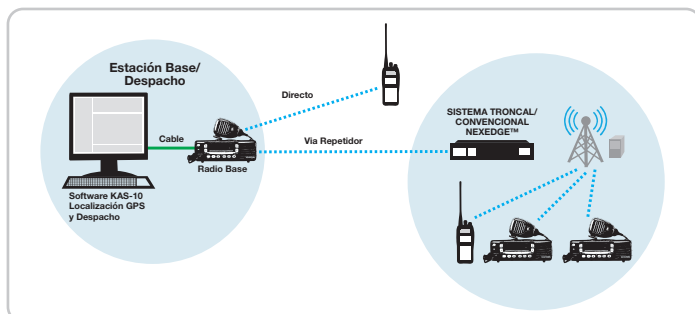 Estación Base/
Despacho
Cable
Radio Base
Software KAS-10
Localización GPS
y Despacho
Directo
Via Repetidor
SISTEMA TRONCAL/
CONVENCIONAL
NEXEDGE™